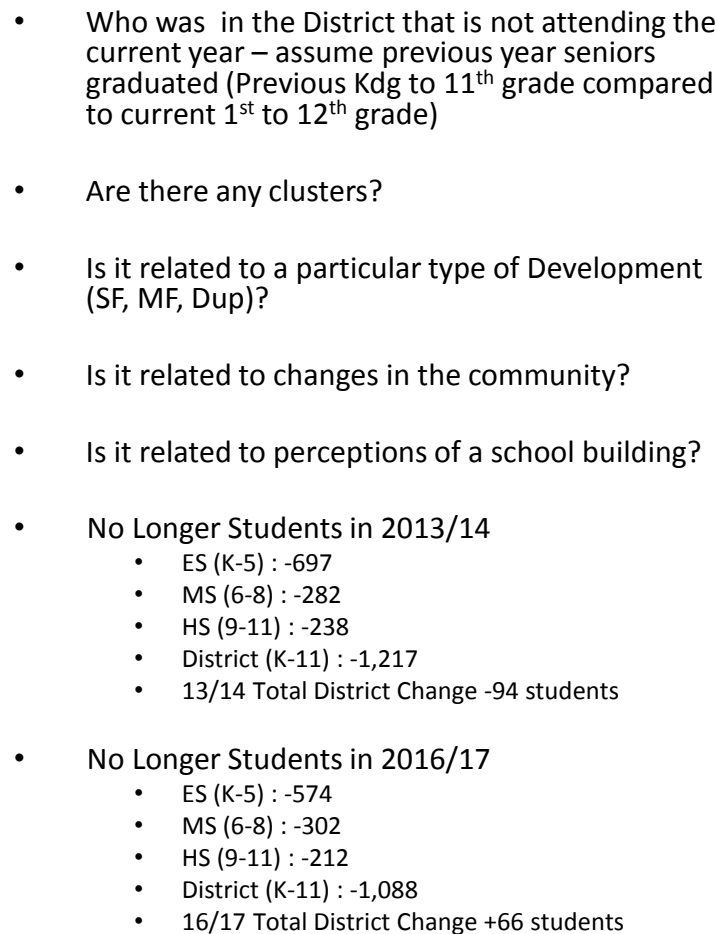 • Who was  in the District that is not attending the
current year – assume previous year seniors
graduated (Previous Kdg to 11th grade compared
to current 1st to 12th grade)
• Are there any clusters?
• Is it related to a particular type of Development
(SF, MF, Dup)?
• Is it related to changes in the community?
• Is it related to perceptions of a school building?
• No Longer Students in 2013/14
• ES (K-5) : -697
• MS (6-8) : -282
• HS (9-11) : -238
• District (K-11) : -1,217
• 13/14 Total District Change -94 students
• No Longer Students in 2016/17
• ES (K-5) : -574
• MS (6-8) : -302
• HS (9-11) : -212
• District (K-11) : -1,088
• 16/17 Total District Change +66 students